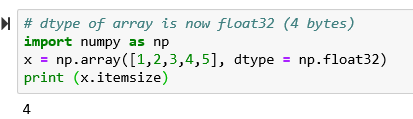 # dtype of array is now float32 (4 bytes)
import numpy as np
x = np.array([1,2,3,4,5], dtype = np.float32)
print (x.itemsize)
4